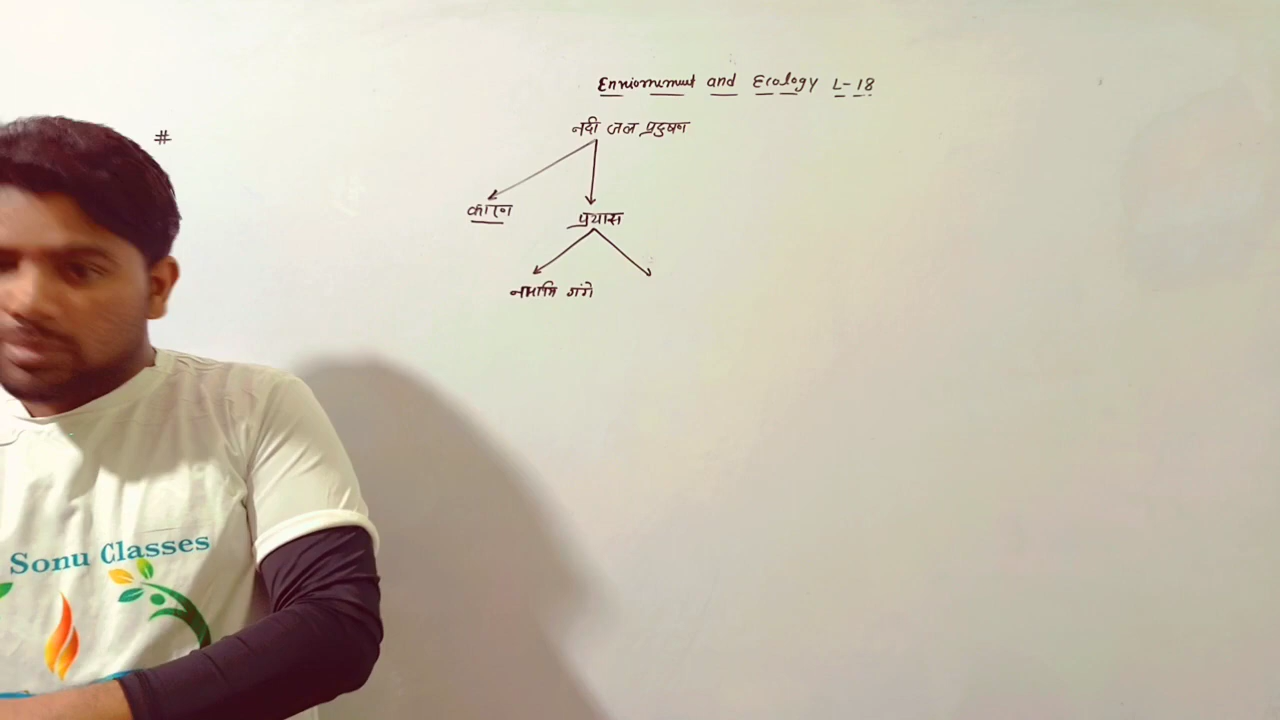 Enviornment and Ecology L-18
#
नदी जल प्रदुषण
कारण
प्रयास
नमामि गंगे
Sonu Classes